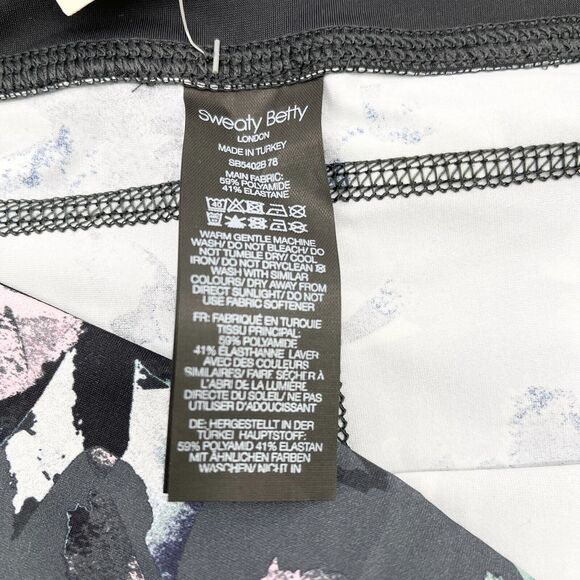 Sweaty Betty
LONDON
MADE IN TURKEY
SB5402B 78
MAIN FABRIC:
59% POLYAMIDE
41% ELASTANE
40
WARM GENTLE MACHINE
WASH/ DO NOT BLEACH/ DO
NOT TUMBLE DRY/ COOL
IRON/ DO NOT DRYCLEAN
WASH WITH SIMILAR
COLOURS/ DRY AWAY FROM
DIRECT SUNLIGHT/ DO NOT
USE FABRIC SOFTENER
FR: FABRIQUÉ EN TURQUIE
TISSU PRINCIPAL:
59% POLYAMIDE
41% ÉLASTHANNE LAVER
AVEC DES COULEURS
SIMILAIRES/ FAIRE SÉCHER À
L'ABRI DE LA LUMIÈRE
DIRECTE DU SOLEIL/ NE PAS
UTILISER D'ADOUCISSANT
DE: HERGESTELLT IN DER
TÜRKEI HAUPTSTOFF:
59% POLYAMID 41% ELASTAN
MIT ÄHNLICHEN FARBEN
WASCHEN/ NICHT IN